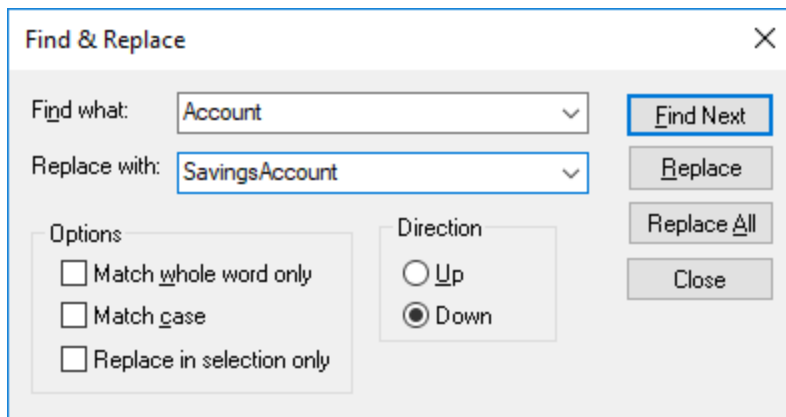 Find & Replace
Find what: Account
Find Next
Replace with: SavingsAccount
Replace
Replace All
Options
Match whole word only
Match case
Replace in selection only
Direction
Up
Down
Close